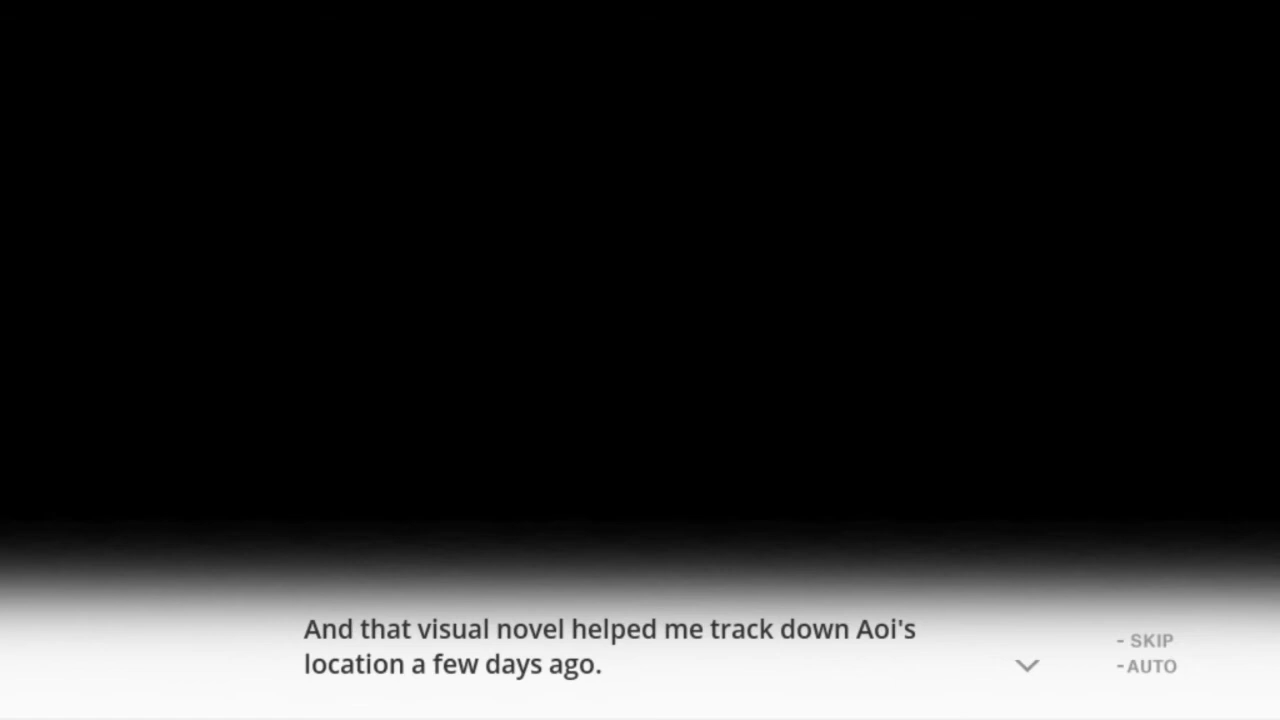 And that visual novel helped me track down Aoi's
location a few days ago.
- SKIP
-AUTO